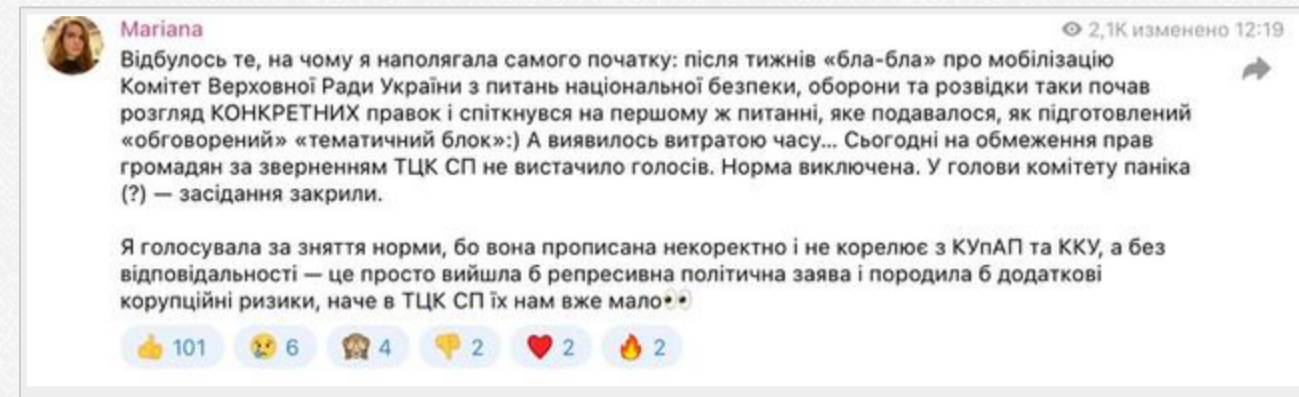 Mariana
2,1K изменено 12:19
Відбулось те, на чому я наполягала самого початку: після тижнів «бла-бла» про мобілізацію
Комітет Верховної Ради України з питань національної безпеки, оборони та розвідки таки почав
розгляд КОНКРЕТНИХ правок і спіткнувся на першому ж питанні, яке подавалося, як підготовлений
«обговорений» «тематичний блок»:) А виявилось витратою часу... Сьогодні на обмеження прав
громадян за зверненням ТЦК СП не вистачило голосів. Норма виключена. У голови комітету паніка
(?) — засідання закрили.
Я голосувала за зняття норми, бо вона прописана некоректно і не корелює з КУпАП та ККУ, а без
відповідальності — це просто вийшла б репресивна політична заява і породила б додаткові
корупційні ризики, наче в ТЦК СП їх нам вже мало👀
👍 101 😢 6 🙈 4 👎 2 ❤️ 2 🔥 2